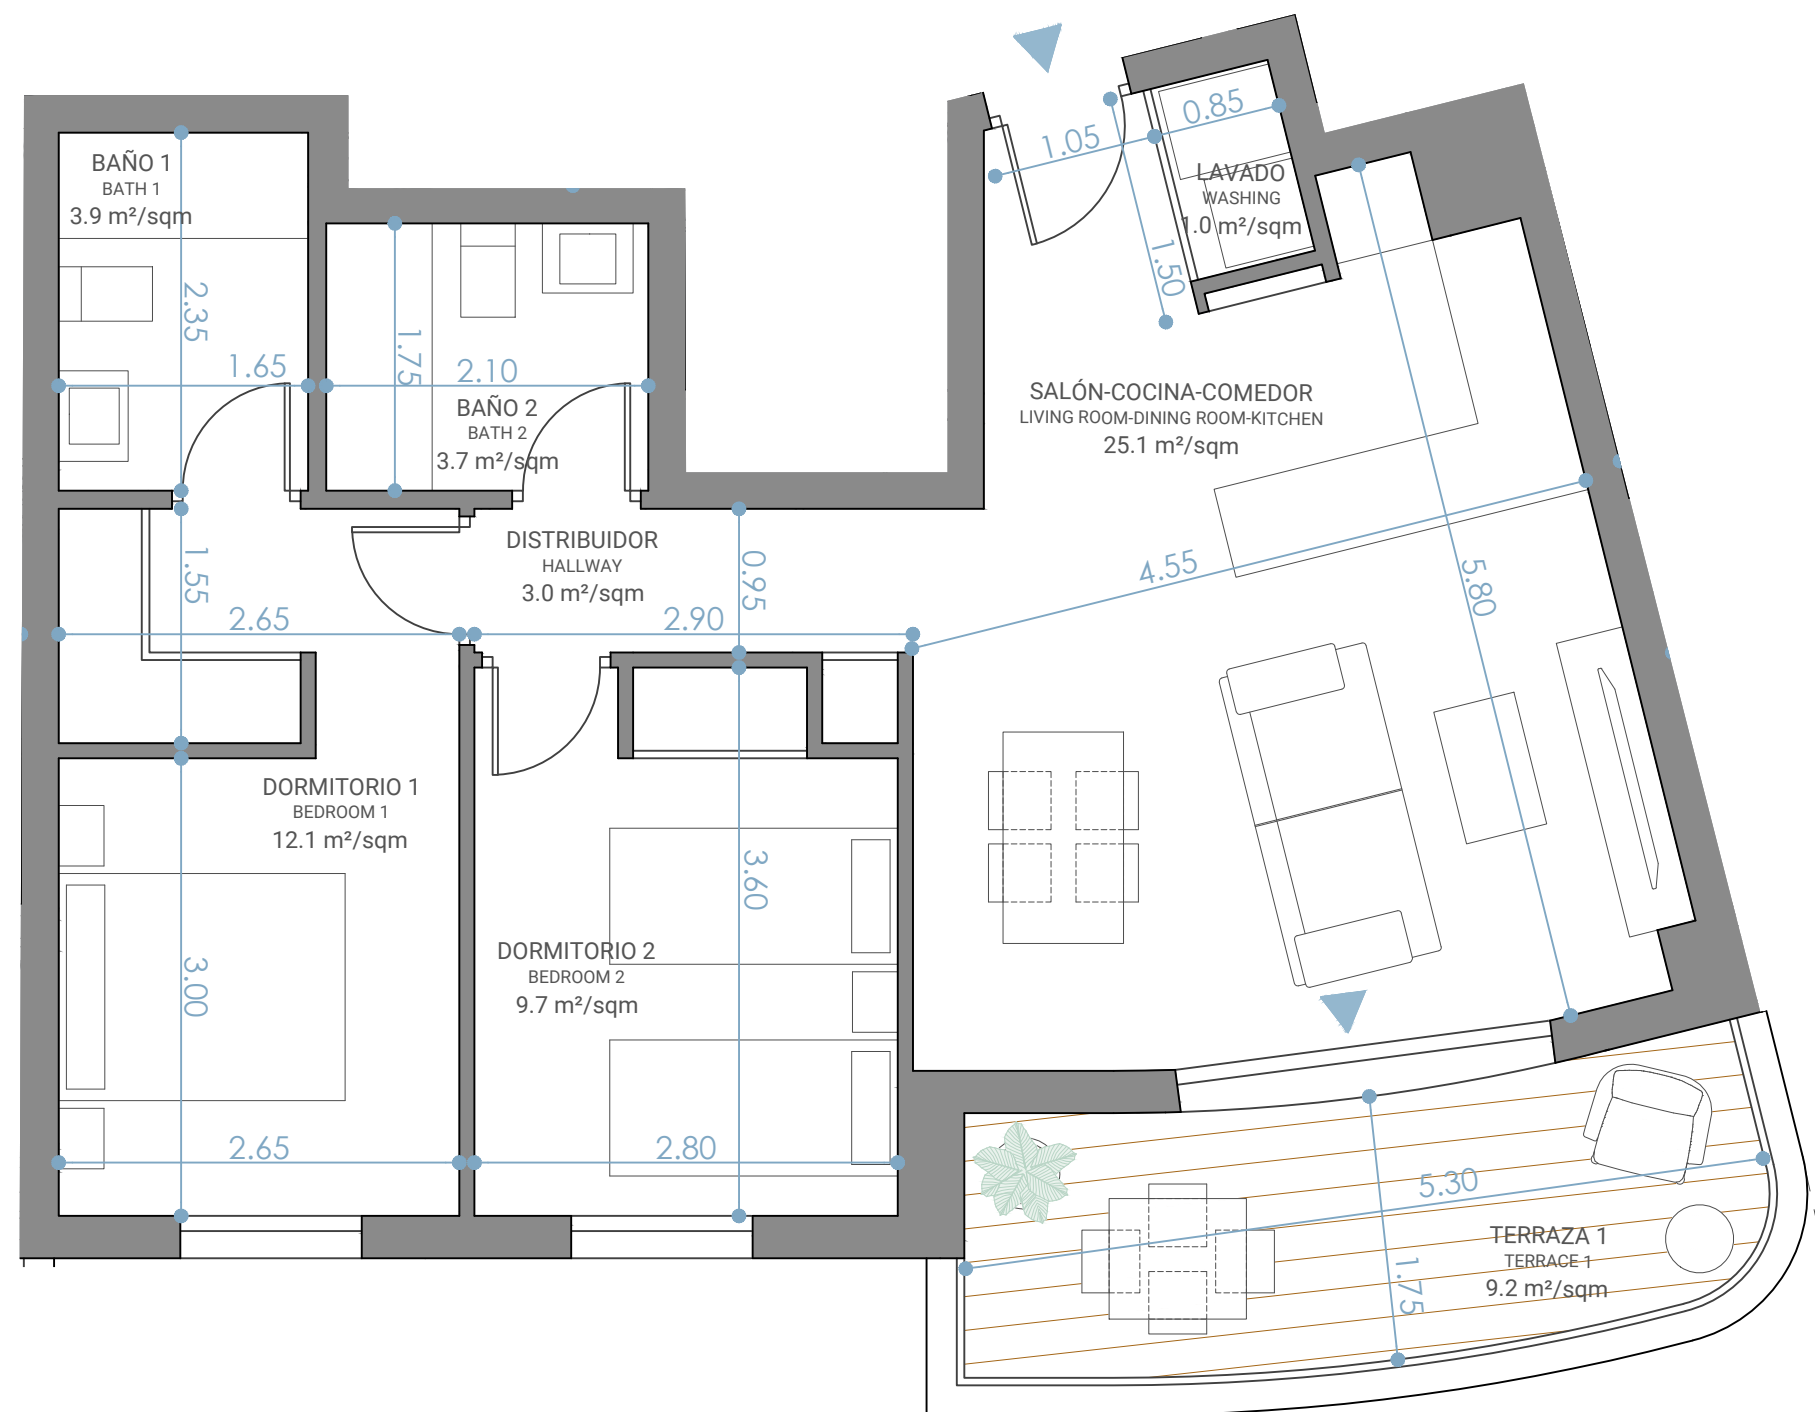 BAÑO 1
BATH 1
3.9 m²/sqm
2.35
1.65
1.75
2.10
BAÑO 2
BATH 2
3.7 m²/sqm
1.05
0.85
LAVADO
WASHING
1.0 m²/sqm
1.50
SALÓN-COCINA-COMEDOR
LIVING ROOM-DINING ROOM-KITCHEN
25.1 m²/sqm
DISTRIBUIDOR
HALLWAY
3.0 m²/sqm
1.55
2.65
0.95
2.90
4.55
5.80
DORMITORIO 1
BEDROOM 1
12.1 m²/sqm
3.00
2.65
3.60
DORMITORIO 2
BEDROOM 2
9.7 m²/sqm
2.80
5.30
TERRAZA 1
TERRACE 1
9.2 m²/sqm
1.75